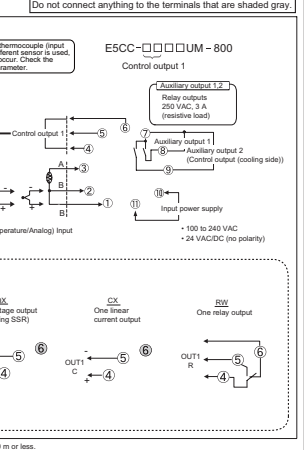 Do not connect anything to the terminals that are shaded gray.
thermocouple (input
ferent sensor is used,
occur. Check the
rameter.
E5CC-□□□□UM-800
Control output 1
Auxiliary output 1,2
Relay outputs
250 VAC, 3 A
(resistive load)
Control output 1
⑥
⑤
④
⑦
Auxiliary output 1
⑧
Auxiliary output 2
(Control output (cooling side))
⑨
A
③
B
②
B
①
-
+
-
+
⑩
⑪
Input power supply
• 100 to 240 VAC
• 24 VAC/DC (no polarity)
perature/Analog) Input
QX
tage output
ng SSR)
⑥
⑤
④
CX
One linear
current output
⑥
-
⑤
OUT1
C
+
④
RW
One relay output
⑥
⑤
OUT1
R
④
0 m or less.